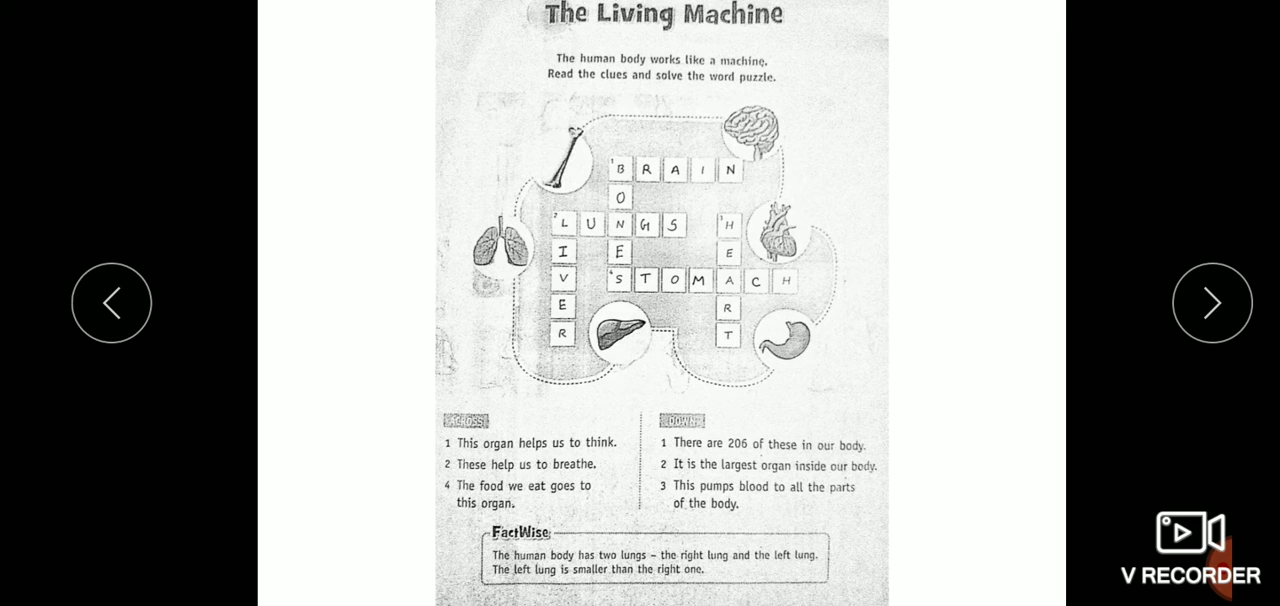 The Living Machine
The human body works like a machine.
Read the clues and solve the word puzzle.
1 B R A I N
O
2 L U N G S 3 H
I E E
V 4 S T O M A C H
E R
R T
ACROSS DOWN
1 This organ helps us to think. 1 There are 206 of these in our body.
2 These help us to breathe. 2 It is the largest organ inside our body.
4 The food we eat goes to 3 This pumps blood to all the parts
this organ. of the body.
FactWise
The human body has two lungs – the right lung and the left lung.
The left lung is smaller than the right one.
V RECORDER